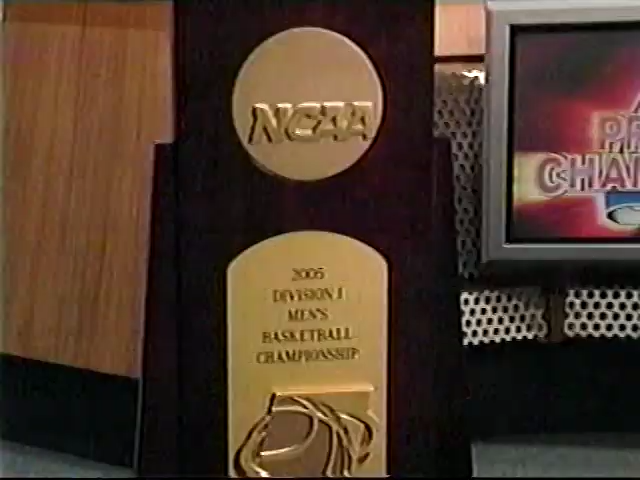 NCAA
2005
DIVISION I
MEN'S
BASKETBALL
CHAMPIONSHIP